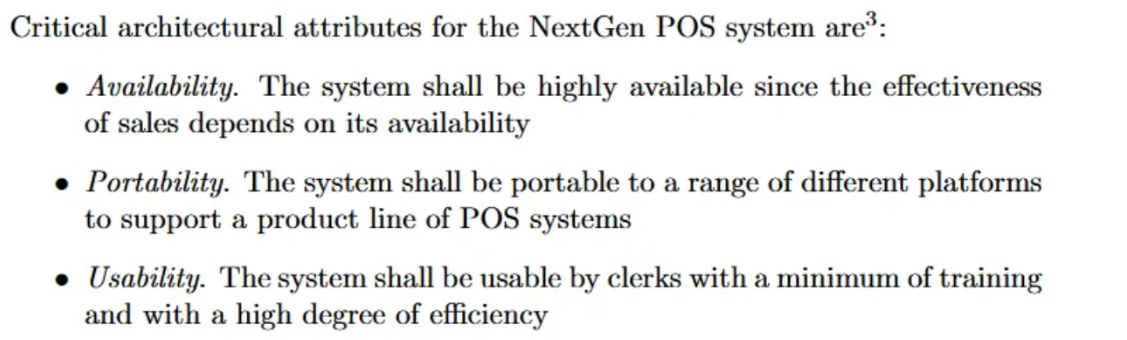 Critical architectural attributes for the NextGen POS system are³:
• Availability. The system shall be highly available since the effectiveness
of sales depends on its availability
• Portability. The system shall be portable to a range of different platforms
to support a product line of POS systems
• Usability. The system shall be usable by clerks with a minimum of training
and with a high degree of efficiency